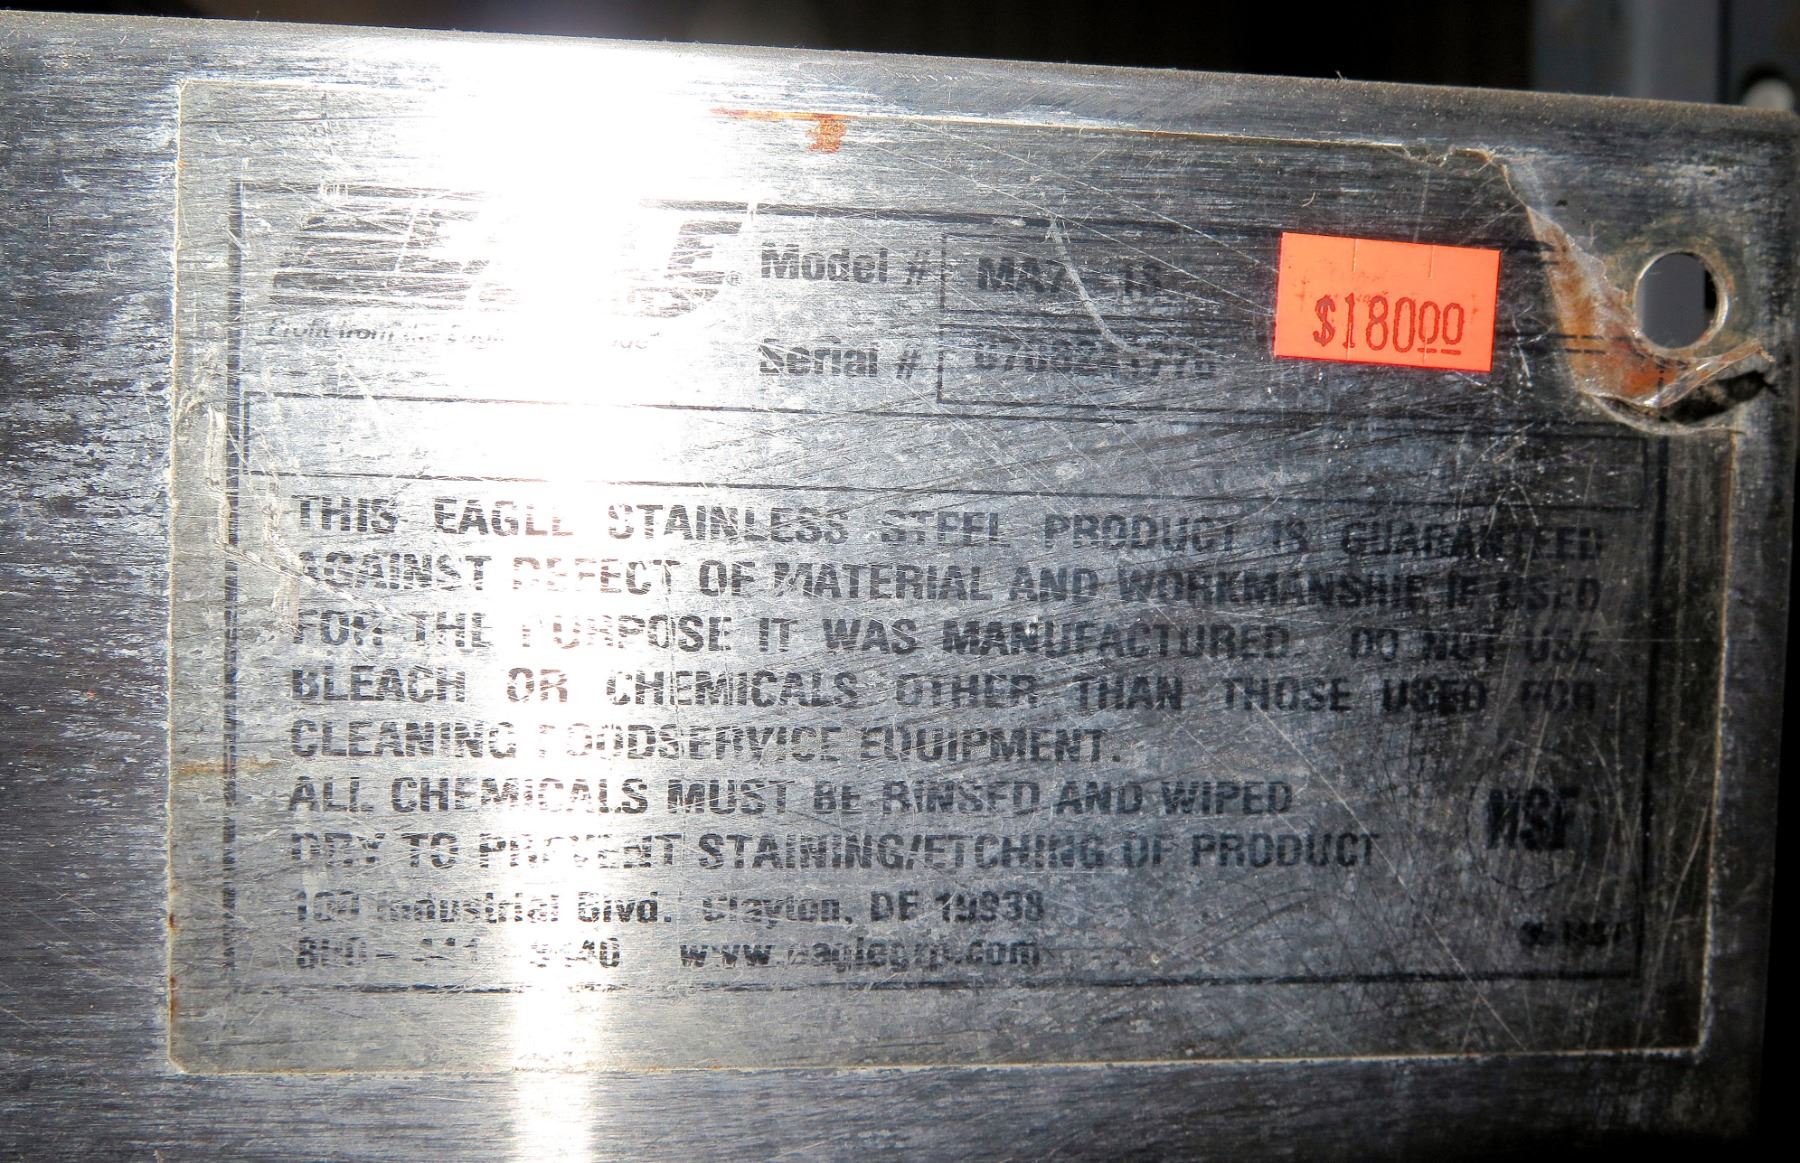 Model #
Serial #
$18000
THIS EAGLE STAINLESS STEEL PRODUCT IS GUARANTEED
AGAINST DEFECT OF MATERIAL AND WORKMANSHIP IF USED
FOR THE PURPOSE IT WAS MANUFACTURED. DO NOT USE
BLEACH OR CHEMICALS OTHER THAN THOSE USED FOR
CLEANING FOODSERVICE EQUIPMENT.
ALL CHEMICALS MUST BE RINSED AND WIPED
DRY TO PREVENT STAINING/ETCHING OF PRODUCT
NSF
Industrial Blvd. Clayton, DE 19938
www.eaglegrp.com